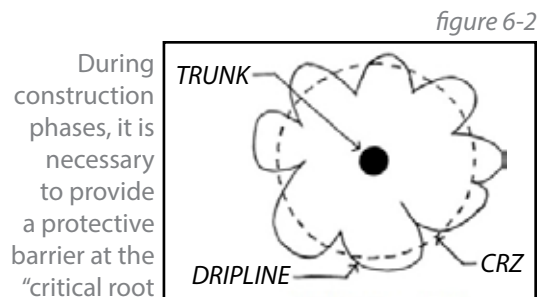 figure 6-2
During
construction
phases, it is
necessary
to provide
a protective
barrier at the
“critical root
TRUNK
DRIPLINE
CRZ